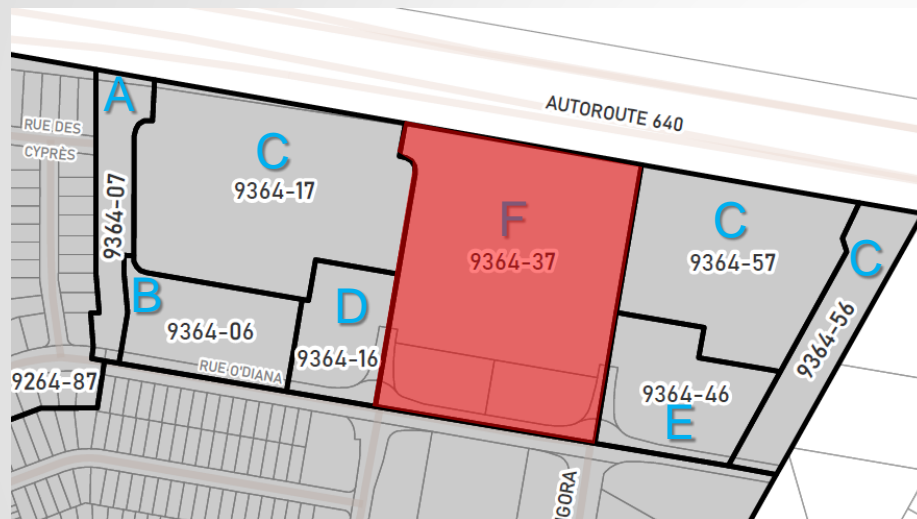 AUTOROUTE 640
A
RUE DES
CYPRÈS
C
9364-17
9364-07
F
9364-37
C
9364-57
C
9364-56
B
9364-06
D
9364-16
RUE O'DIANA
9264-87
9364-46
E